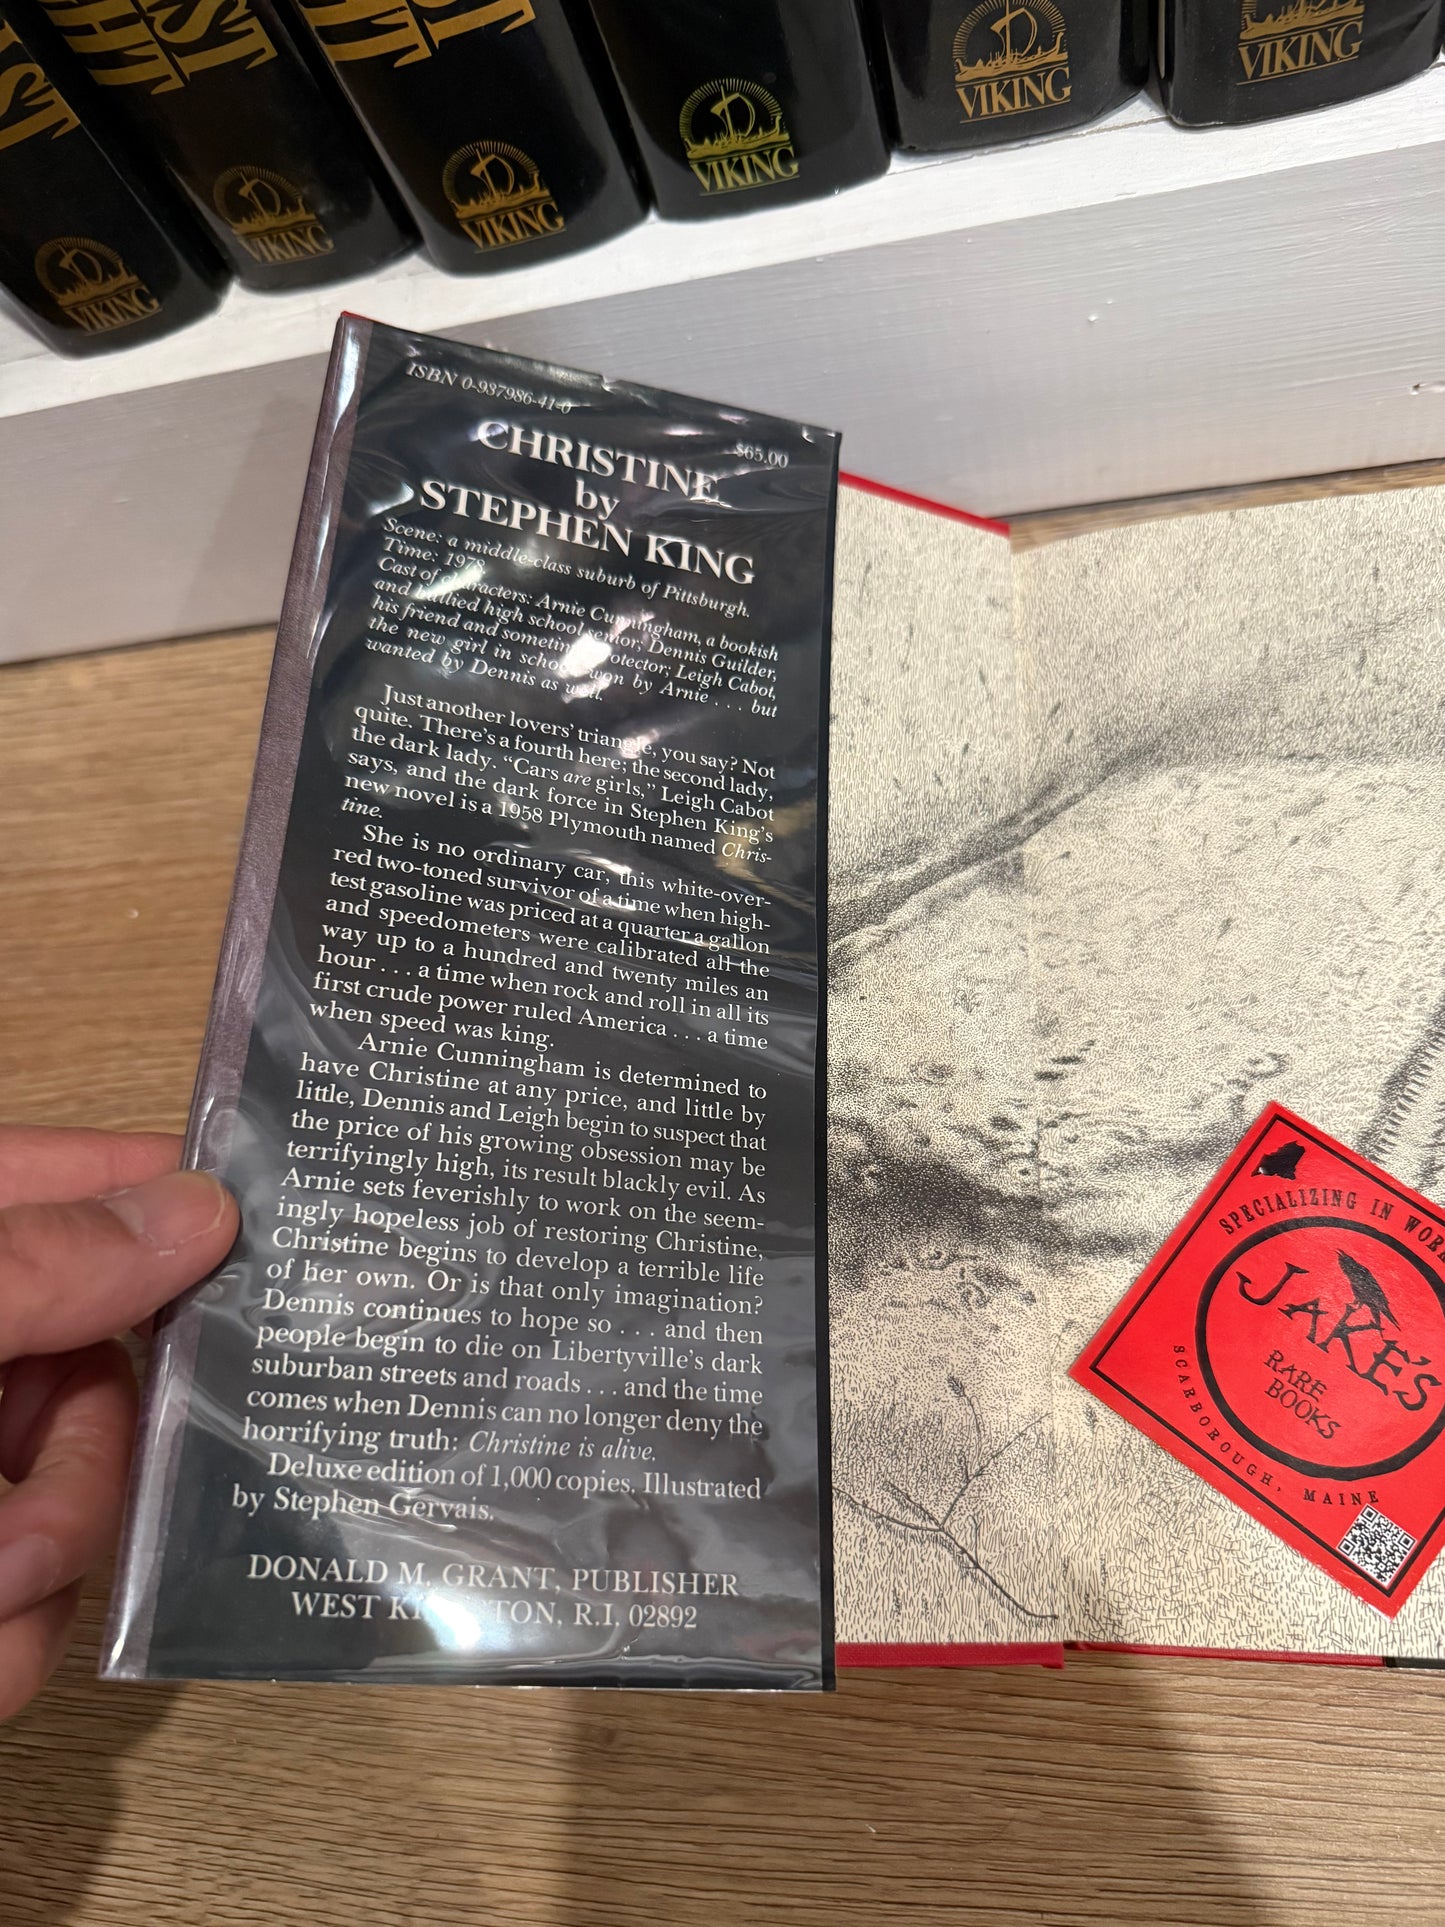 VIKING
VIKING
VIKING
VIKING
VIKING
VIKING
ISBN 0-937986-41-0
$65.00
CHRISTINE
by
STEPHEN KING
Scene: a middle-class suburb of Pittsburgh.
Time: 1978.
Cast of characters: Arnie Cunningham, a bookish
and bullied high school senior; Dennis Guilder,
his friend and sometime protector; Leigh Cabot,
the new girl in school won by Arnie . . . but
wanted by Dennis as well.
Just another lovers' triangle, you say? Not
quite. There's a fourth here; the second lady,
the dark lady. "Cars are girls," Leigh Cabot
says, and the dark force in Stephen King's
new novel is a 1958 Plymouth named Chris-
tine.
She is no ordinary car, this white-over-
red two-toned survivor of a time when high-
test gasoline was priced at a quarter a gallon
and speedometers were calibrated all the
way up to a hundred and twenty miles an
hour . . . a time when rock and roll in all its
first crude power ruled America . . . a time
when speed was king.
Arnie Cunningham is determined to
have Christine at any price, and little by
little, Dennis and Leigh begin to suspect that
the price of his growing obsession may be
terrifyingly high, its result blackly evil. As
Arnie sets feverishly to work on the seem-
ingly hopeless job of restoring Christine,
Christine begins to develop a terrible life
of her own. Or is that only imagination?
Dennis continues to hope so . . . and then
people begin to die on Libertyville's dark
suburban streets and roads . . . and the time
comes when Dennis can no longer deny the
horrifying truth: Christine is alive.
Deluxe edition of 1,000 copies. Illustrated
by Stephen Gervais.
DONALD M. GRANT, PUBLISHER
WEST KINGSTON, R.I. 02892
SPECIALIZING IN
JAKE'S
RARE
BOOKS
SCARBOROUGH, MAINE